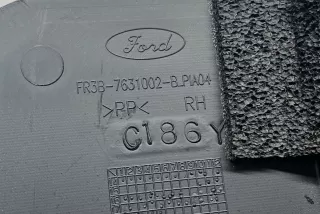 Ford
FR3B-7631002-B PIA04
>PP< RH
C186Y